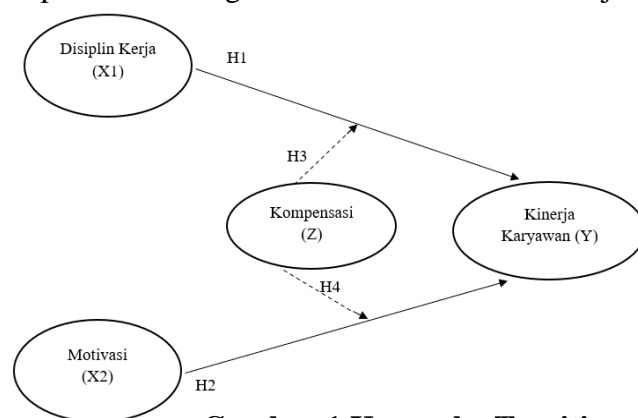 Disiplin Kerja
(X1)
H1
H3
Kompensasi
(Z)
Kinerja
Karyawan (Y)
H4
Motivasi
(X2)
H2